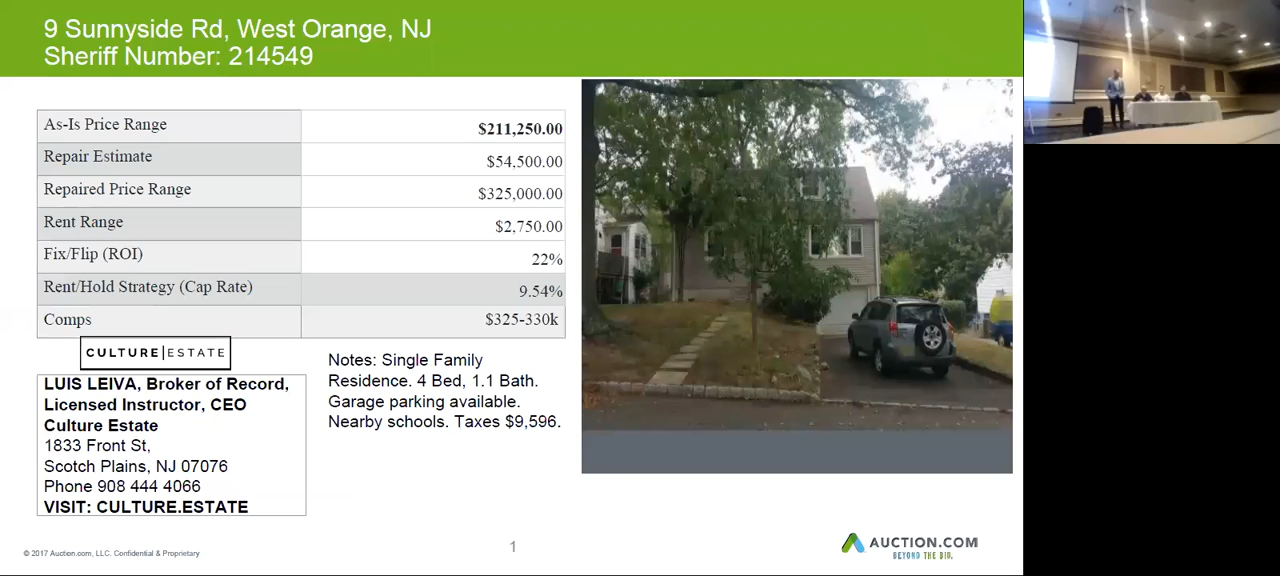 9 Sunnyside Rd, West Orange, NJ
Sheriff Number: 214549
As-Is Price Range $211,250.00
Repair Estimate $54,500.00
Repaired Price Range $325,000.00
Rent Range $2,750.00
Fix/Flip (ROI) 22%
Rent/Hold Strategy (Cap Rate) 9.54%
Comps $325-330k
CULTURE|ESTATE
LUIS LEIVA, Broker of Record,
Licensed Instructor, CEO
Culture Estate
1833 Front St,
Scotch Plains, NJ 07076
Phone 908 444 4066
VISIT: CULTURE.ESTATE
Notes: Single Family
Residence. 4 Bed, 1.1 Bath.
Garage parking available.
Nearby schools. Taxes $9,596.
© 2017 Auction.com, LLC. Confidential & Proprietary
1
AUCTION.COM
BEYOND THE BID.